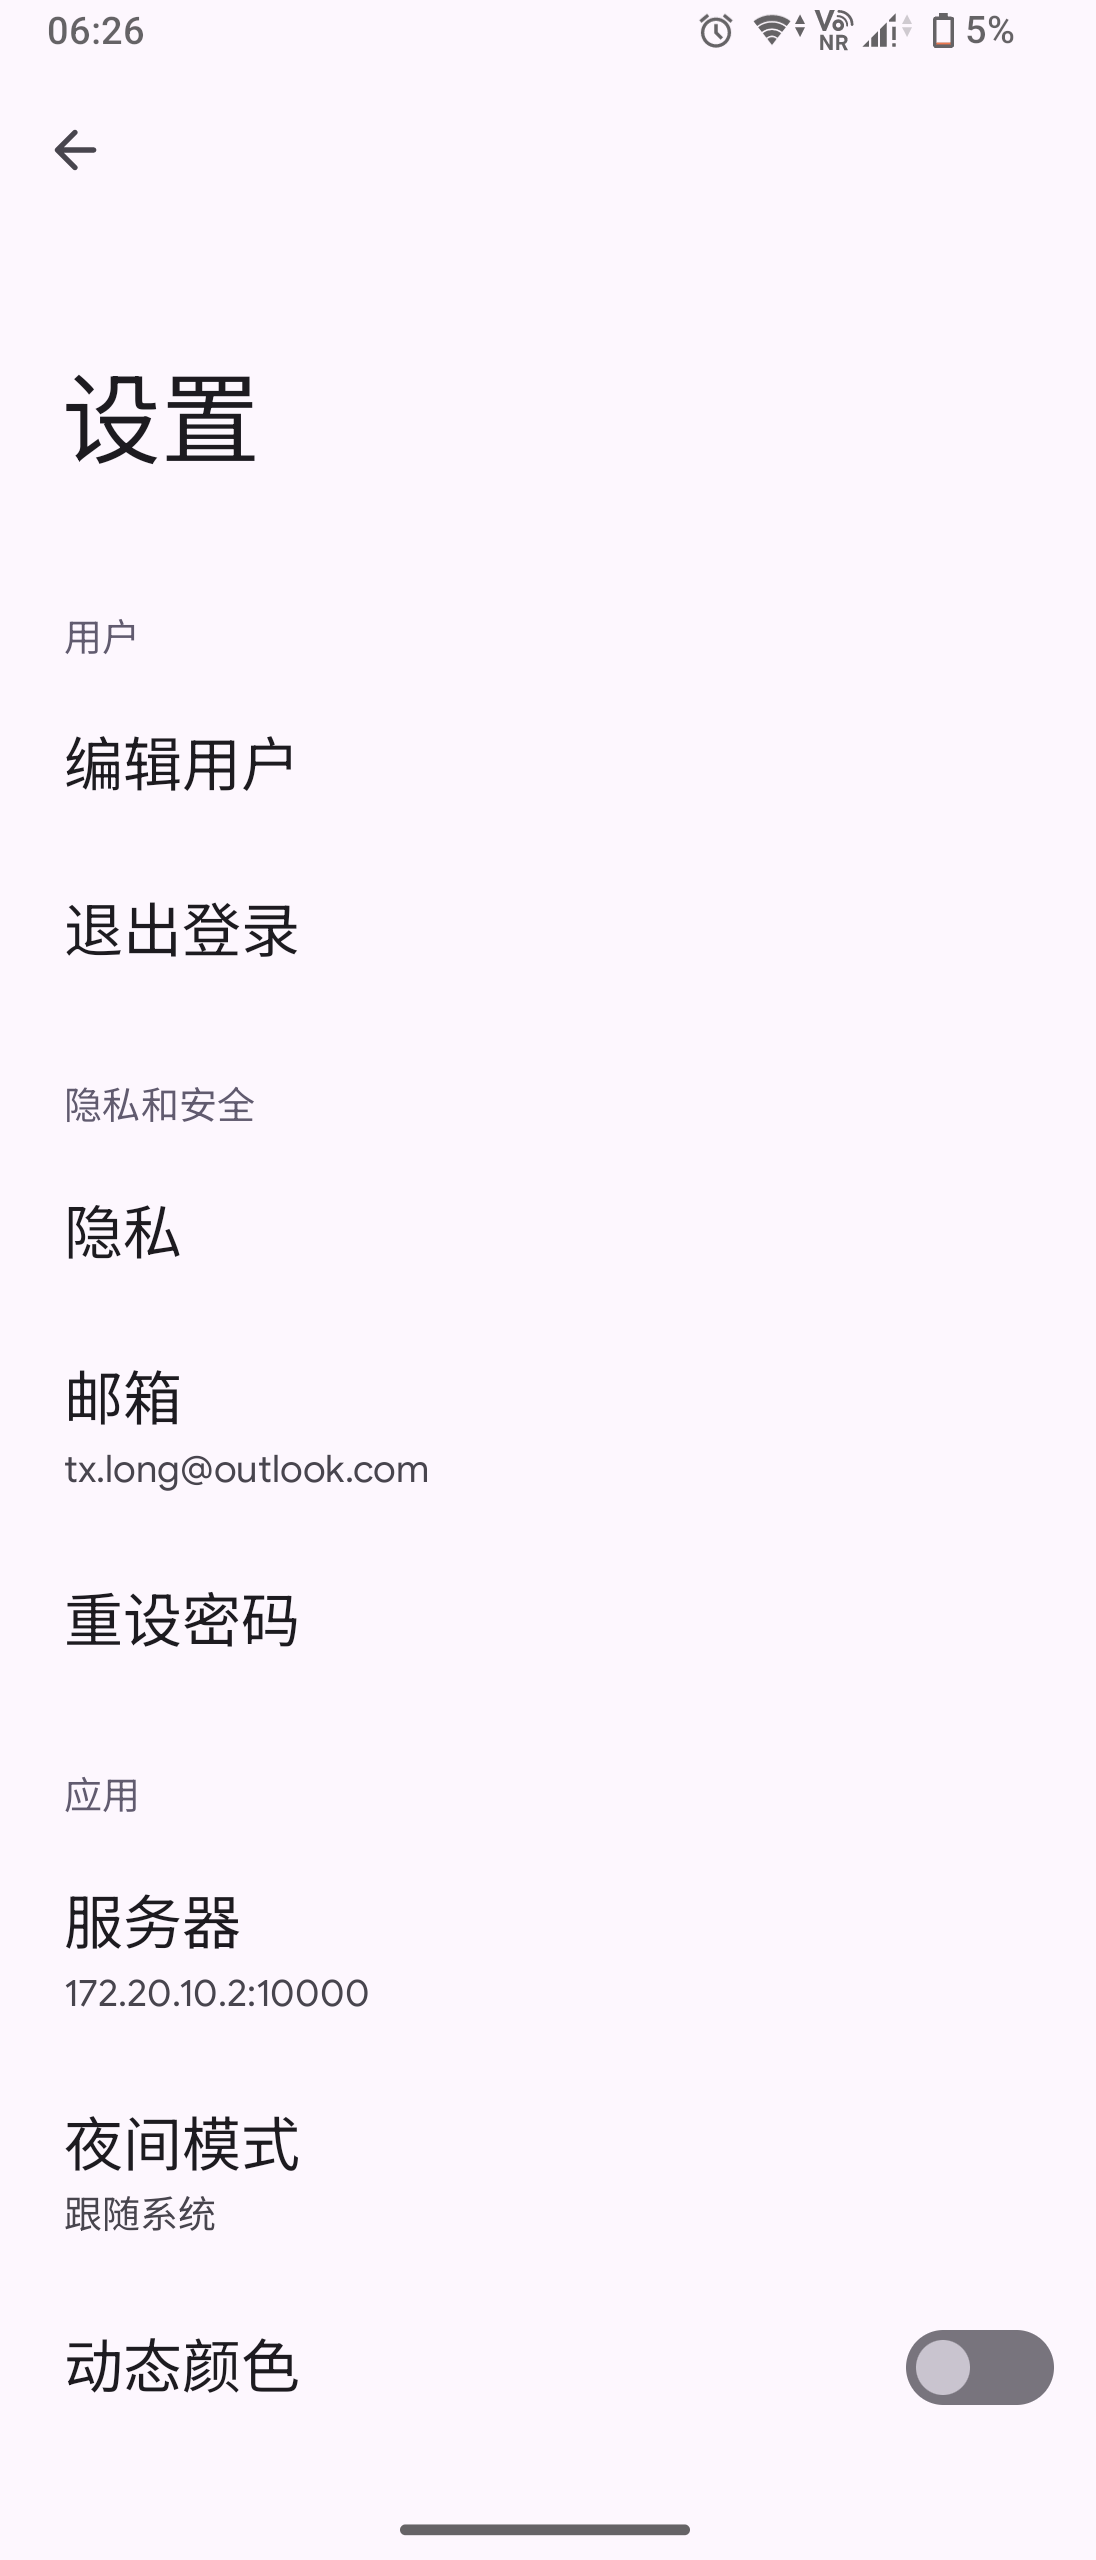 06:26
Vo NR
5%
设置
用户
编辑用户
退出登录
隐私和安全
隐私
邮箱
tx.long@outlook.com
重设密码
应用
服务器
172.20.10.2:10000
夜间模式
跟随系统
动态颜色